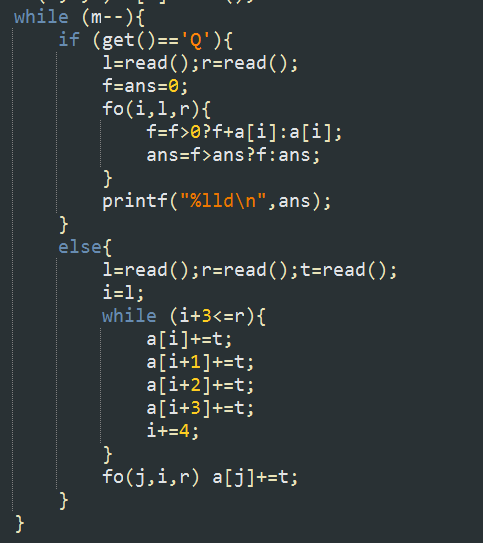 while (m--){
    if (get()=='Q'){
        l=read();r=read();
        f=ans=0;
        fo(i,l,r){
            f=f>0?f+a[i]:a[i];
            ans=f>ans?f:ans;
        }
        printf("%lld\n",ans);
    }
    else{
        l=read();r=read();t=read();
        i=l;
        while (i+3<=r){
            a[i]+=t;
            a[i+1]+=t;
            a[i+2]+=t;
            a[i+3]+=t;
            i+=4;
        }
        fo(j,i,r) a[j]+=t;
    }
}